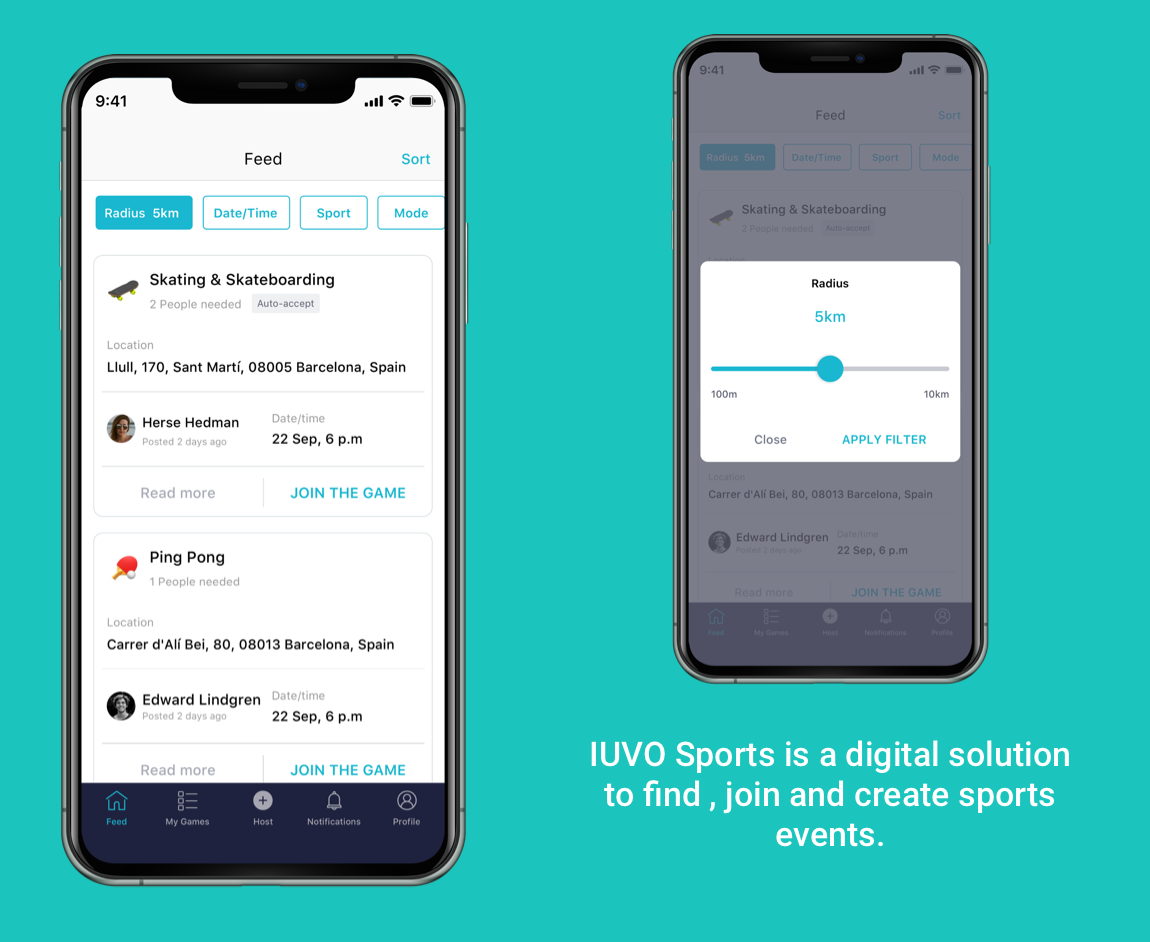 9:41
Feed
Sort
Radius 5km
Date/Time
Sport
Mode
Skating & Skateboarding
2 People needed
Auto-accept
Location
Llull, 170, Sant Martí, 08005 Barcelona, Spain
Herse Hedman
Posted 2 days ago
Date/time
22 Sep, 6 p.m
Read more
JOIN THE GAME
Ping Pong
1 People needed
Location
Carrer d'Alí Bei, 80, 08013 Barcelona, Spain
Edward Lindgren
Posted 2 days ago
Date/time
22 Sep, 6 p.m
Read more
JOIN THE GAME
Feed
My Games
Host
Notifications
Profile
9:41
Feed
Sort
Radius 5km
Date/Time
Sport
Mode
Skating & Skateboarding
2 People needed
Auto-accept
Location
Radius
5km
100m
10km
Close
APPLY FILTER
Location
Carrer d'Alí Bei, 80, 08013 Barcelona, Spain
Edward Lindgren
Posted 2 days ago
Date/time
22 Sep, 6 p.m
Read more
JOIN THE GAME
Feed
My Games
Host
Notifications
Profile
IUVO Sports is a digital solution
to find , join and create sports
events.